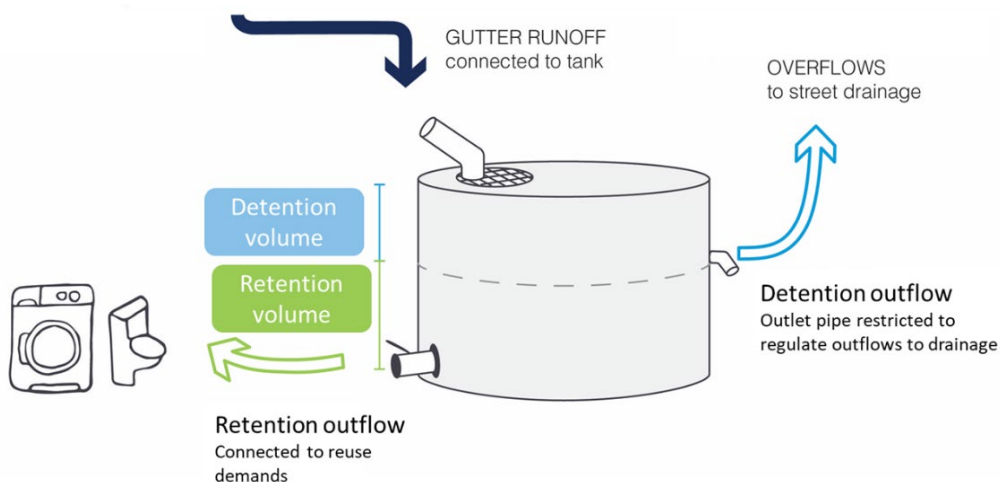 GUTTER RUNOFF
connected to tank
OVERFLOWS
to street drainage
Detention
volume
Retention
volume
Detention outflow
Outlet pipe restricted to
regulate outflows to drainage
Retention outflow
Connected to reuse
demands